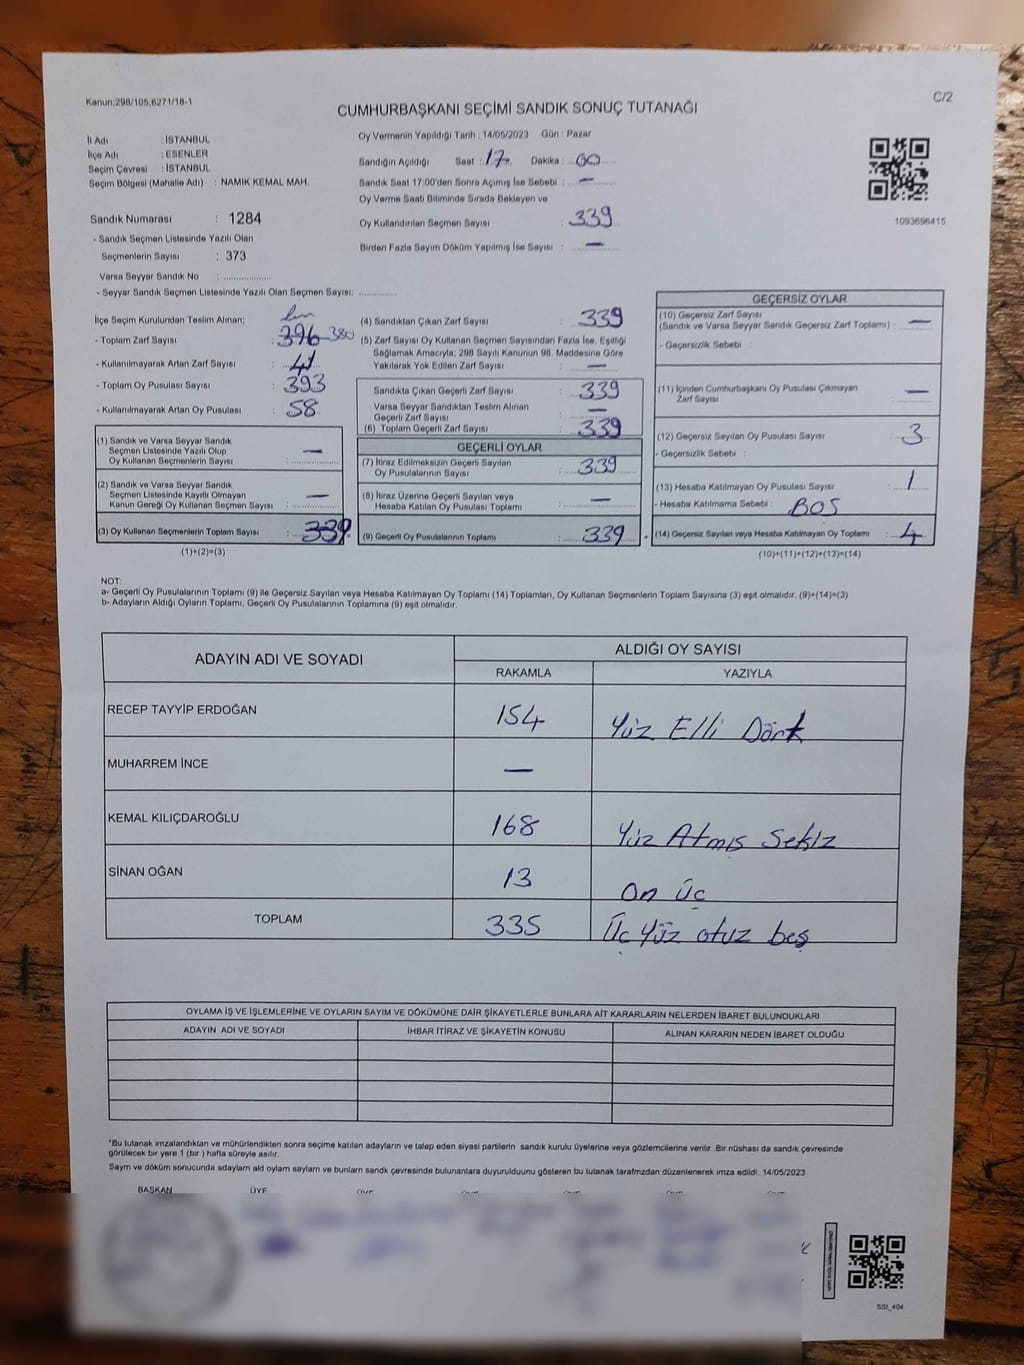 Kanun;298/105,6271/18-1
C/2
CUMHURBAŞKANI SEÇİMİ SANDIK SONUÇ TUTANAĞI
İl Adı : İSTANBUL
İlçe Adı : ESENLER
Seçim Çevresi : İSTANBUL
Seçim Bölgesi (Mahalle Adı) : NAMIK KEMAL MAH.
Sandık Numarası : 1284
- Sandık Seçmen Listesinde Yazılı Olan
Seçmenlerin Sayısı : 373
Varsa Seyyar Sandık No : ..............
- Seyyar Sandık Seçmen Listesinde Yazılı Olan Seçmen Sayısı: ...........
Oy Vermenin Yapıldığı Tarih : 14/05/2023 Gün : Pazar
Sandığın Açıldığı Saat : 17 Dakika : 00
Sandık Saat 17:00'den Sonra Açımış İse Sebebi : —
Oy Verme Saati Bitiminde Sırada Bekleyen ve
Oy Kullandırılan Seçmen Sayısı : 339
Birden Fazla Sayım Döküm Yapılmış İse Sayısı : —
1093696415
İlçe Seçim Kurulundan Teslim Alınan;
- Toplam Zarf Sayısı : 396 380
- Kullanılmayarak Artan Zarf Sayısı : 41
- Toplam Oy Pusulası Sayısı : 393
- Kullanılmayarak Artan Oy Pusulası : 58
(1) Sandık ve Varsa Seyyar Sandık
Seçmen Listesinde Yazılı Olup
Oy Kullanan Seçmenlerin Sayısı : —
(2) Sandık ve Varsa Seyyar Sandık
Seçmen Listesinde Kayıtlı Olmayan
Kanun Gereği Oy Kullanan Seçmen Sayısı : —
(3) Oy Kullanan Seçmenlerin Toplam Sayısı : 339
(1)+(2)=(3)
(4) Sandıktan Çıkan Zarf Sayısı : 339
(5) Zarf Sayısı Oy Kullanan Seçmen Sayısından Fazla İse, Eşitliği
Sağlamak Amacıyla; 298 Sayılı Kanunun 98. Maddesine Göre
Yakılarak Yok Edilen Zarf Sayısı : —
Sandıkta Çıkan Geçerli Zarf Sayısı : 339
Varsa Seyyar Sandıktan Teslim Alınan
Geçerli Zarf Sayısı : —
(6) Toplam Geçerli Zarf Sayısı : 339
GEÇERLİ OYLAR
(7) İtiraz Edilmeksizin Geçerli Sayılan
Oy Pusulalarının Sayısı : 339
(8) İtiraz Üzerine Geçerli Sayılan veya
Hesaba Katılan Oy Pusulası Toplamı : —
(9) Geçerli Oy Pusulalarının Toplamı : 339
GEÇERSİZ OYLAR
(10) Geçersiz Zarf Sayısı
(Sandık ve Varsa Seyyar Sandık Geçersiz Zarf Toplamı) : —
- Geçersizlik Sebebi :
(11) İçinden Cumhurbaşkanı Oy Pusulası Çıkmayan
Zarf Sayısı : —
(12) Geçersiz Sayılan Oy Pusulası Sayısı : 3
- Geçersizlik Sebebi :
(13) Hesaba Katılmayan Oy Pusulası Sayısı : 1
- Hesaba Katılmama Sebebi : BOŞ
(14) Geçersiz Sayılan veya Hesaba Katılmayan Oy Toplamı : 4
(10)+(11)+(12)+(13)=(14)
NOT:
a- Geçerli Oy Pusulalarının Toplamı (9) ile Geçersiz Sayılan veya Hesaba Katılmayan Oy Toplamı (14) Toplamları, Oy Kullanan Seçmenlerin Toplam Sayısına (3) eşit olmalıdır. (9)+(14)=(3)
b- Adayların Aldığı Oyların Toplamı, Geçerli Oy Pusulalarının Toplamına (9) eşit olmalıdır.
ADAYIN ADI VE SOYADI
ALDIĞI OY SAYISI
RAKAMLA YAZIYLA
RECEP TAYYİP ERDOĞAN 154 Yüz Elli Dört
MUHARREM İNCE —
KEMAL KILIÇDAROĞLU 168 Yüz Atmış Sekiz
SİNAN OĞAN 13 On Üç
TOPLAM 335 Üç Yüz otuz beş
OYLAMA İŞ VE İŞLEMLERİNE VE OYLARIN SAYIM VE DÖKÜMÜNE DAİR ŞİKAYETLERLE BUNLARA AİT KARARLARIN NELERDEN İBARET BULUNDUKLARI
ADAYIN ADI VE SOYADI İHBAR İTİRAZ VE ŞİKAYETİN KONUSU ALINAN KARARIN NEDEN İBARET OLDUĞU
*Bu tutanak imzalandıktan ve mühürlendikten sonra seçime katılan adayların ve talep eden siyasi partilerin sandık kurulu üyelerine veya gözlemcilerine verilir .Bir nüshası da sandık çevresinde
görülecek bir yere 1 (bir ) hafta süreyle asılır.
Sayım ve döküm sonucunda adayların ald oyların sayların ve bunların sandk çevresinde bulunanlara duyurulduunu gösteren bu tutanak tarafmzdan düzenlenerek imza edildi. 14/05/2023
BAŞKAN ÜYE
SSI_404